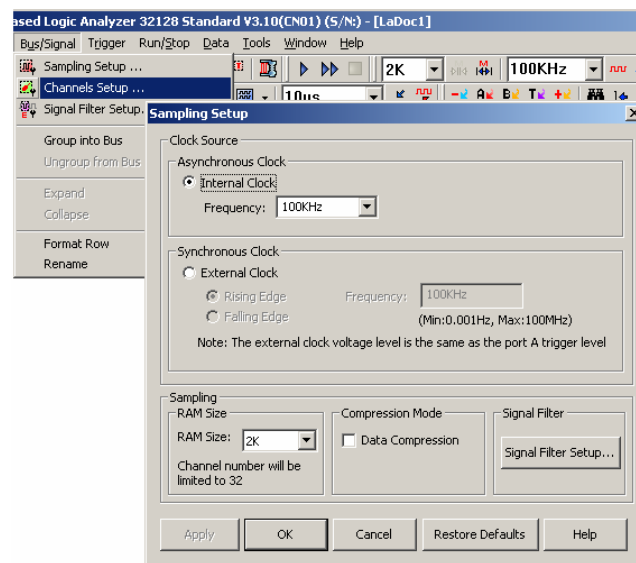 ased Logic Analyzer 32128 Standard V3.10(CN01) (S/N:) - [LaDoc1]
Bus/Signal Trigger Run/Stop Data Tools Window Help
Sampling Setup ...
2K
100KHz
Channels Setup ...
10us
Signal Filter Setup.
Group into Bus
Ungroup from Bus
Expand
Collapse
Format Row
Rename
Sampling Setup
Clock Source
Asynchronous Clock
Internal Clock
Frequency: 100KHz
Synchronous Clock
External Clock
Rising Edge
Frequency: 100KHz
Falling Edge
(Min:0.001Hz, Max:100MHz)
Note: The external clock voltage level is the same as the port A trigger level
Sampling
RAM Size
RAM Size: 2K
Channel number will be
limited to 32
Compression Mode
Data Compression
Signal Filter
Signal Filter Setup...
Apply OK Cancel Restore Defaults Help